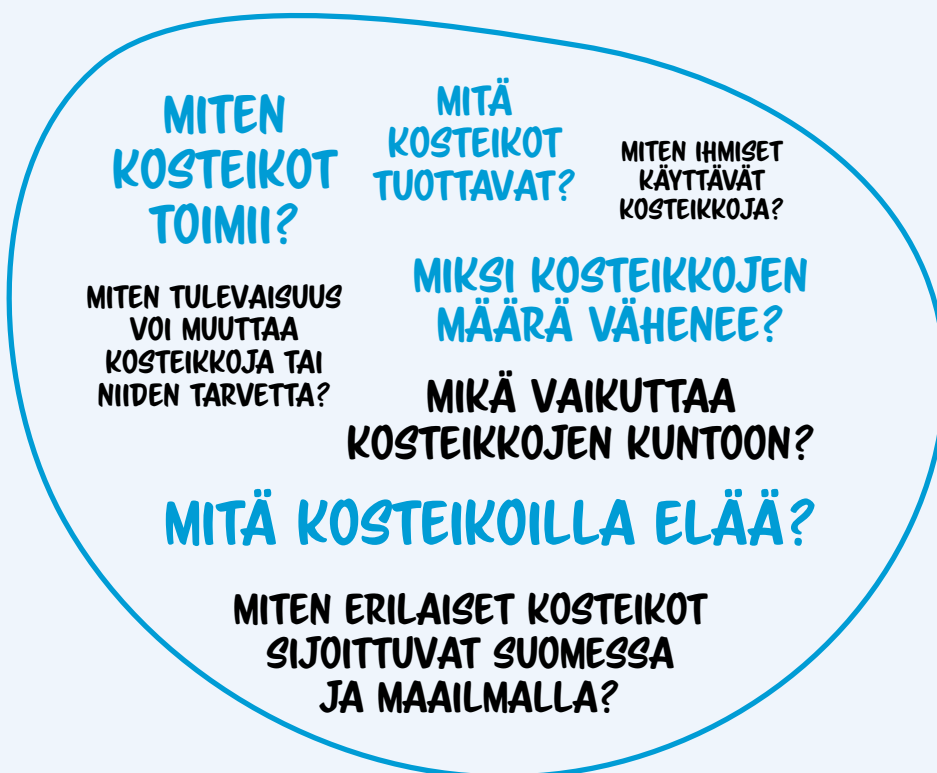 MITEN
KOSTEIKOT
TOIMII?
MITÄ
KOSTEIKOT
TUOTTAVAT?
MITEN IHMISET
KÄYTTÄVÄT
KOSTEIKKOJA?
MITEN TULEVAISUUS
VOI MUUTTAA
KOSTEIKKOJA TAI
NIIDEN TARVETTA?
MIKSI KOSTEIKKOJEN
MÄÄRÄ VÄHENEE?
MIKÄ VAIKUTTAA
KOSTEIKKOJEN KUNTOON?
MITÄ KOSTEIKOILLA ELÄÄ?
MITEN ERILAISET KOSTEIKOT
SIJOITTUVAT SUOMESSA
JA MAAILMALLA?